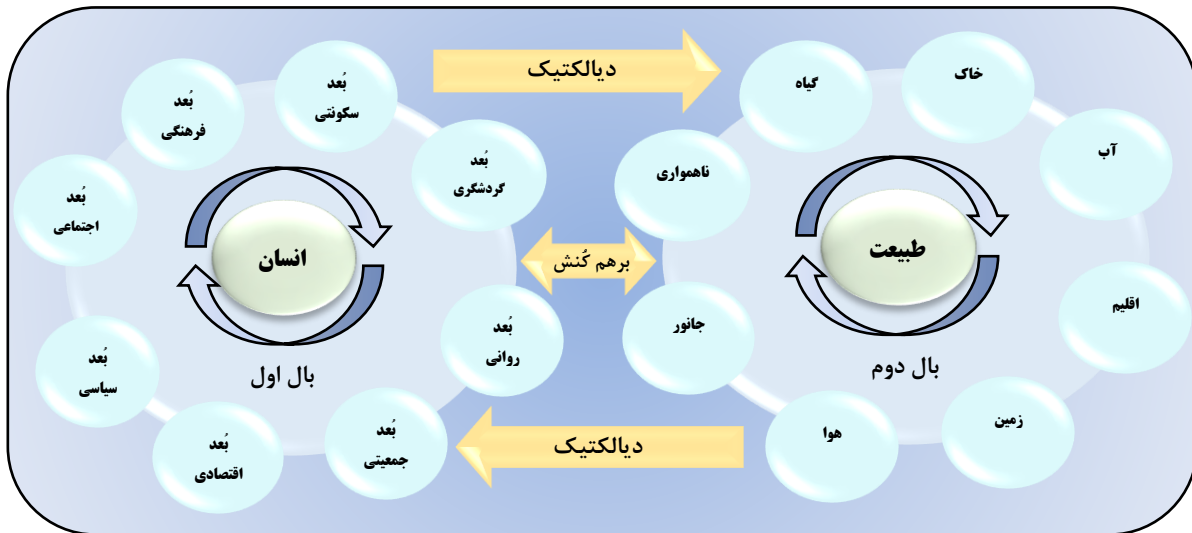 دیالکتیک
خاک
گیاه
آب
ناهمواری
طبیعت
اقلیم
جانور
بال دوم
زمین
هوا
برهم کُنش
بُعد
سکونتی
بُعد
فرهنگی
بُعد
گردشگری
بُعد
اجتماعی
انسان
بُعد
روانی
بُعد
سیاسی
بال اول
بُعد
جمعیتی
بُعد
اقتصادی
دیالکتیک